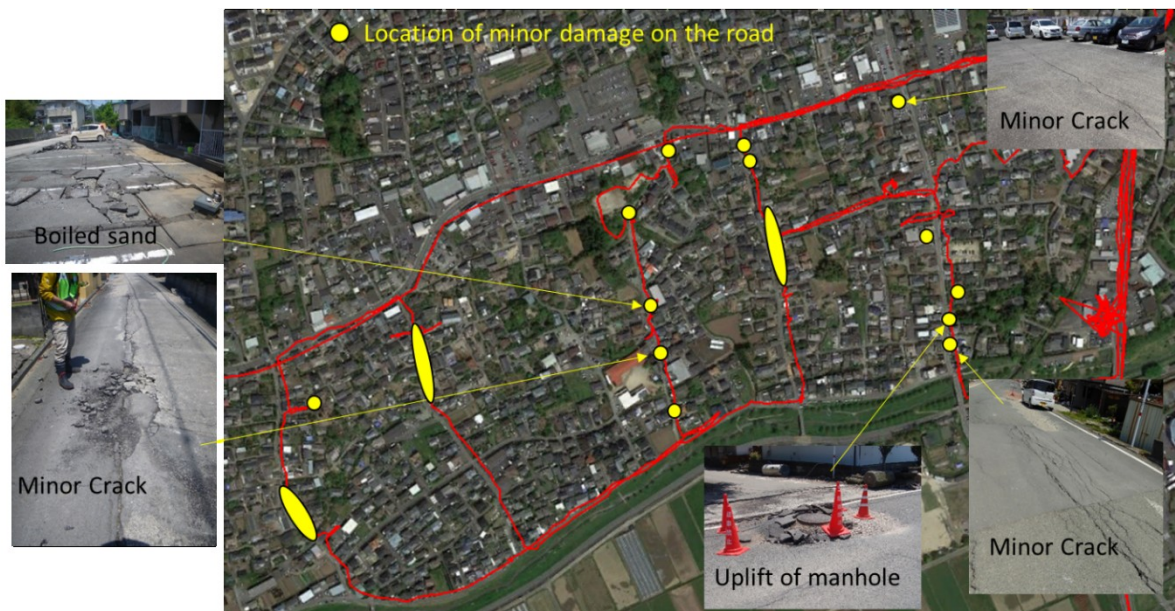 Location of minor damage on the road
Minor Crack
Boiled sand
Minor Crack
Uplift of manhole
Minor Crack